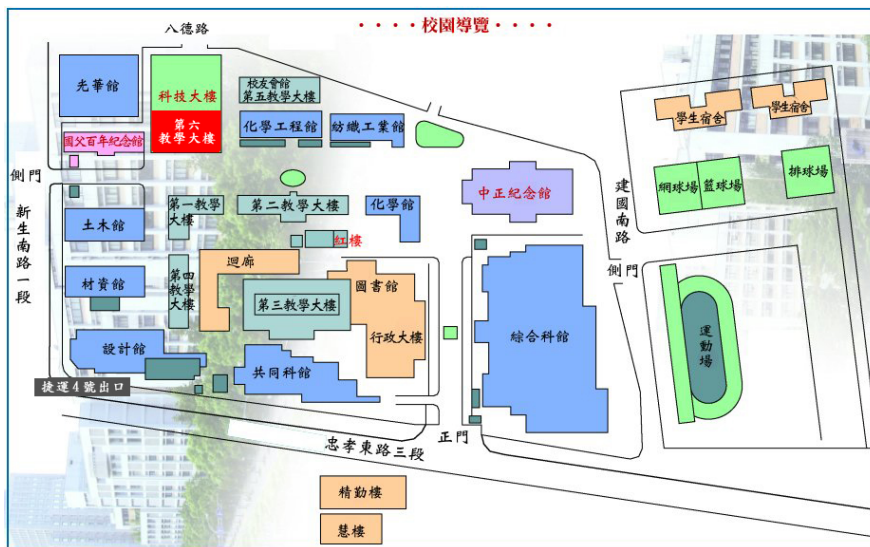 ‧‧‧‧校園導覽‧‧‧‧
八德路
光華館
科技大樓
校友會館
第五教學大樓
第六
教學大樓
化學工程館
紡織工業館
國父百年紀念館
學生宿舍
學生宿舍
側門
新生南路一段
網球場
籃球場
排球場
建國南路
土木館
第一教學
大樓
第二教學大樓
化學館
中正紀念館
紅樓
迴廊
側門
材資館
第四教學
大樓
圖書館
第三教學大樓
行政大樓
綜合科館
運動場
設計館
共同科館
捷運4號出口
忠孝東路三段
正門
精勤樓
慧樓